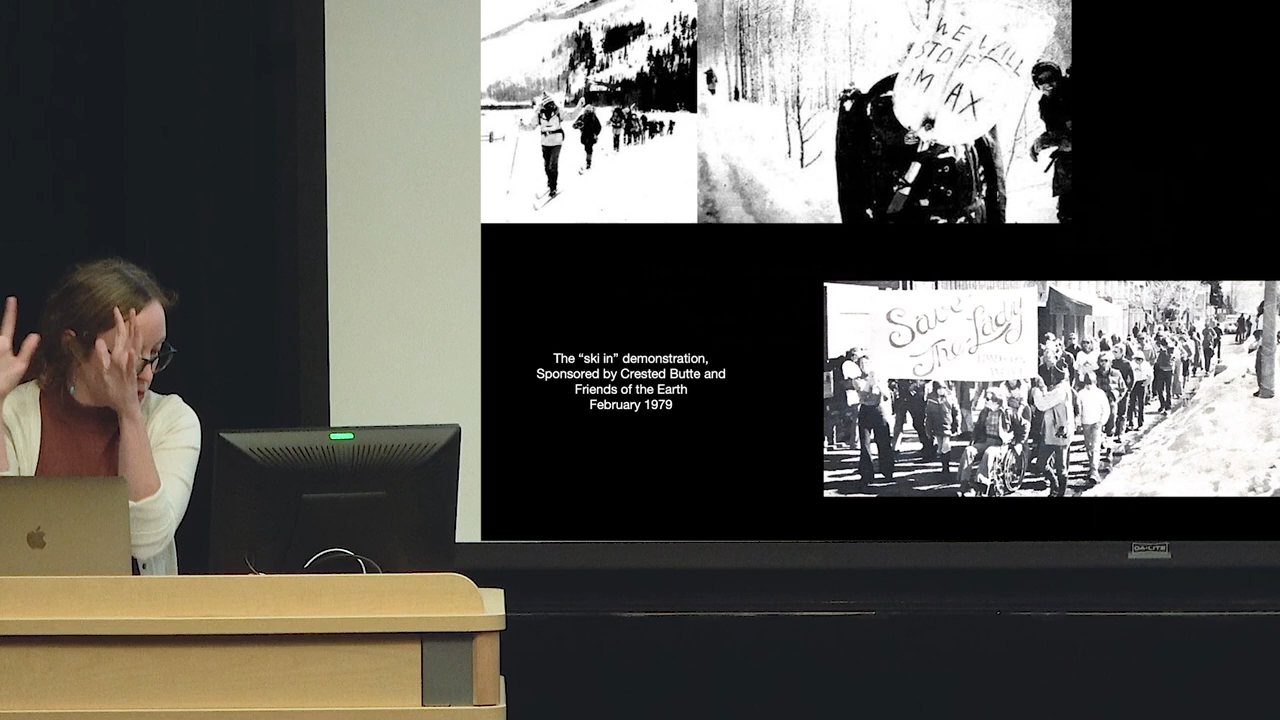 WE WILL
STOP
AMAX
Save
The Lady
The “ski in” demonstration,
Sponsored by Crested Butte and
Friends of the Earth
February 1979
DA-LITE